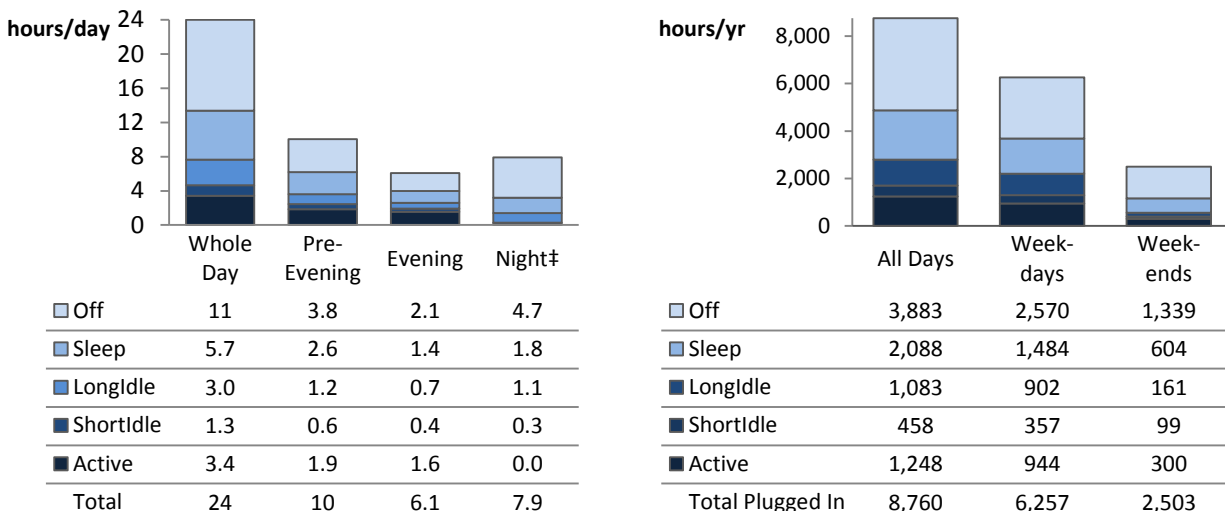 hours/day
24
20
16
12
8
4
0
Whole Day Pre-Evening Evening Night‡
Off 11 3.8 2.1 4.7
Sleep 5.7 2.6 1.4 1.8
LongIdle 3.0 1.2 0.7 1.1
ShortIdle 1.3 0.6 0.4 0.3
Active 3.4 1.9 1.6 0.0
Total 24 10 6.1 7.9
hours/yr
8,000
6,000
4,000
2,000
0
All Days Week-days Week-ends
Off 3,883 2,570 1,339
Sleep 2,088 1,484 604
LongIdle 1,083 902 161
ShortIdle 458 357 99
Active 1,248 944 300
Total Plugged In 8,760 6,257 2,503